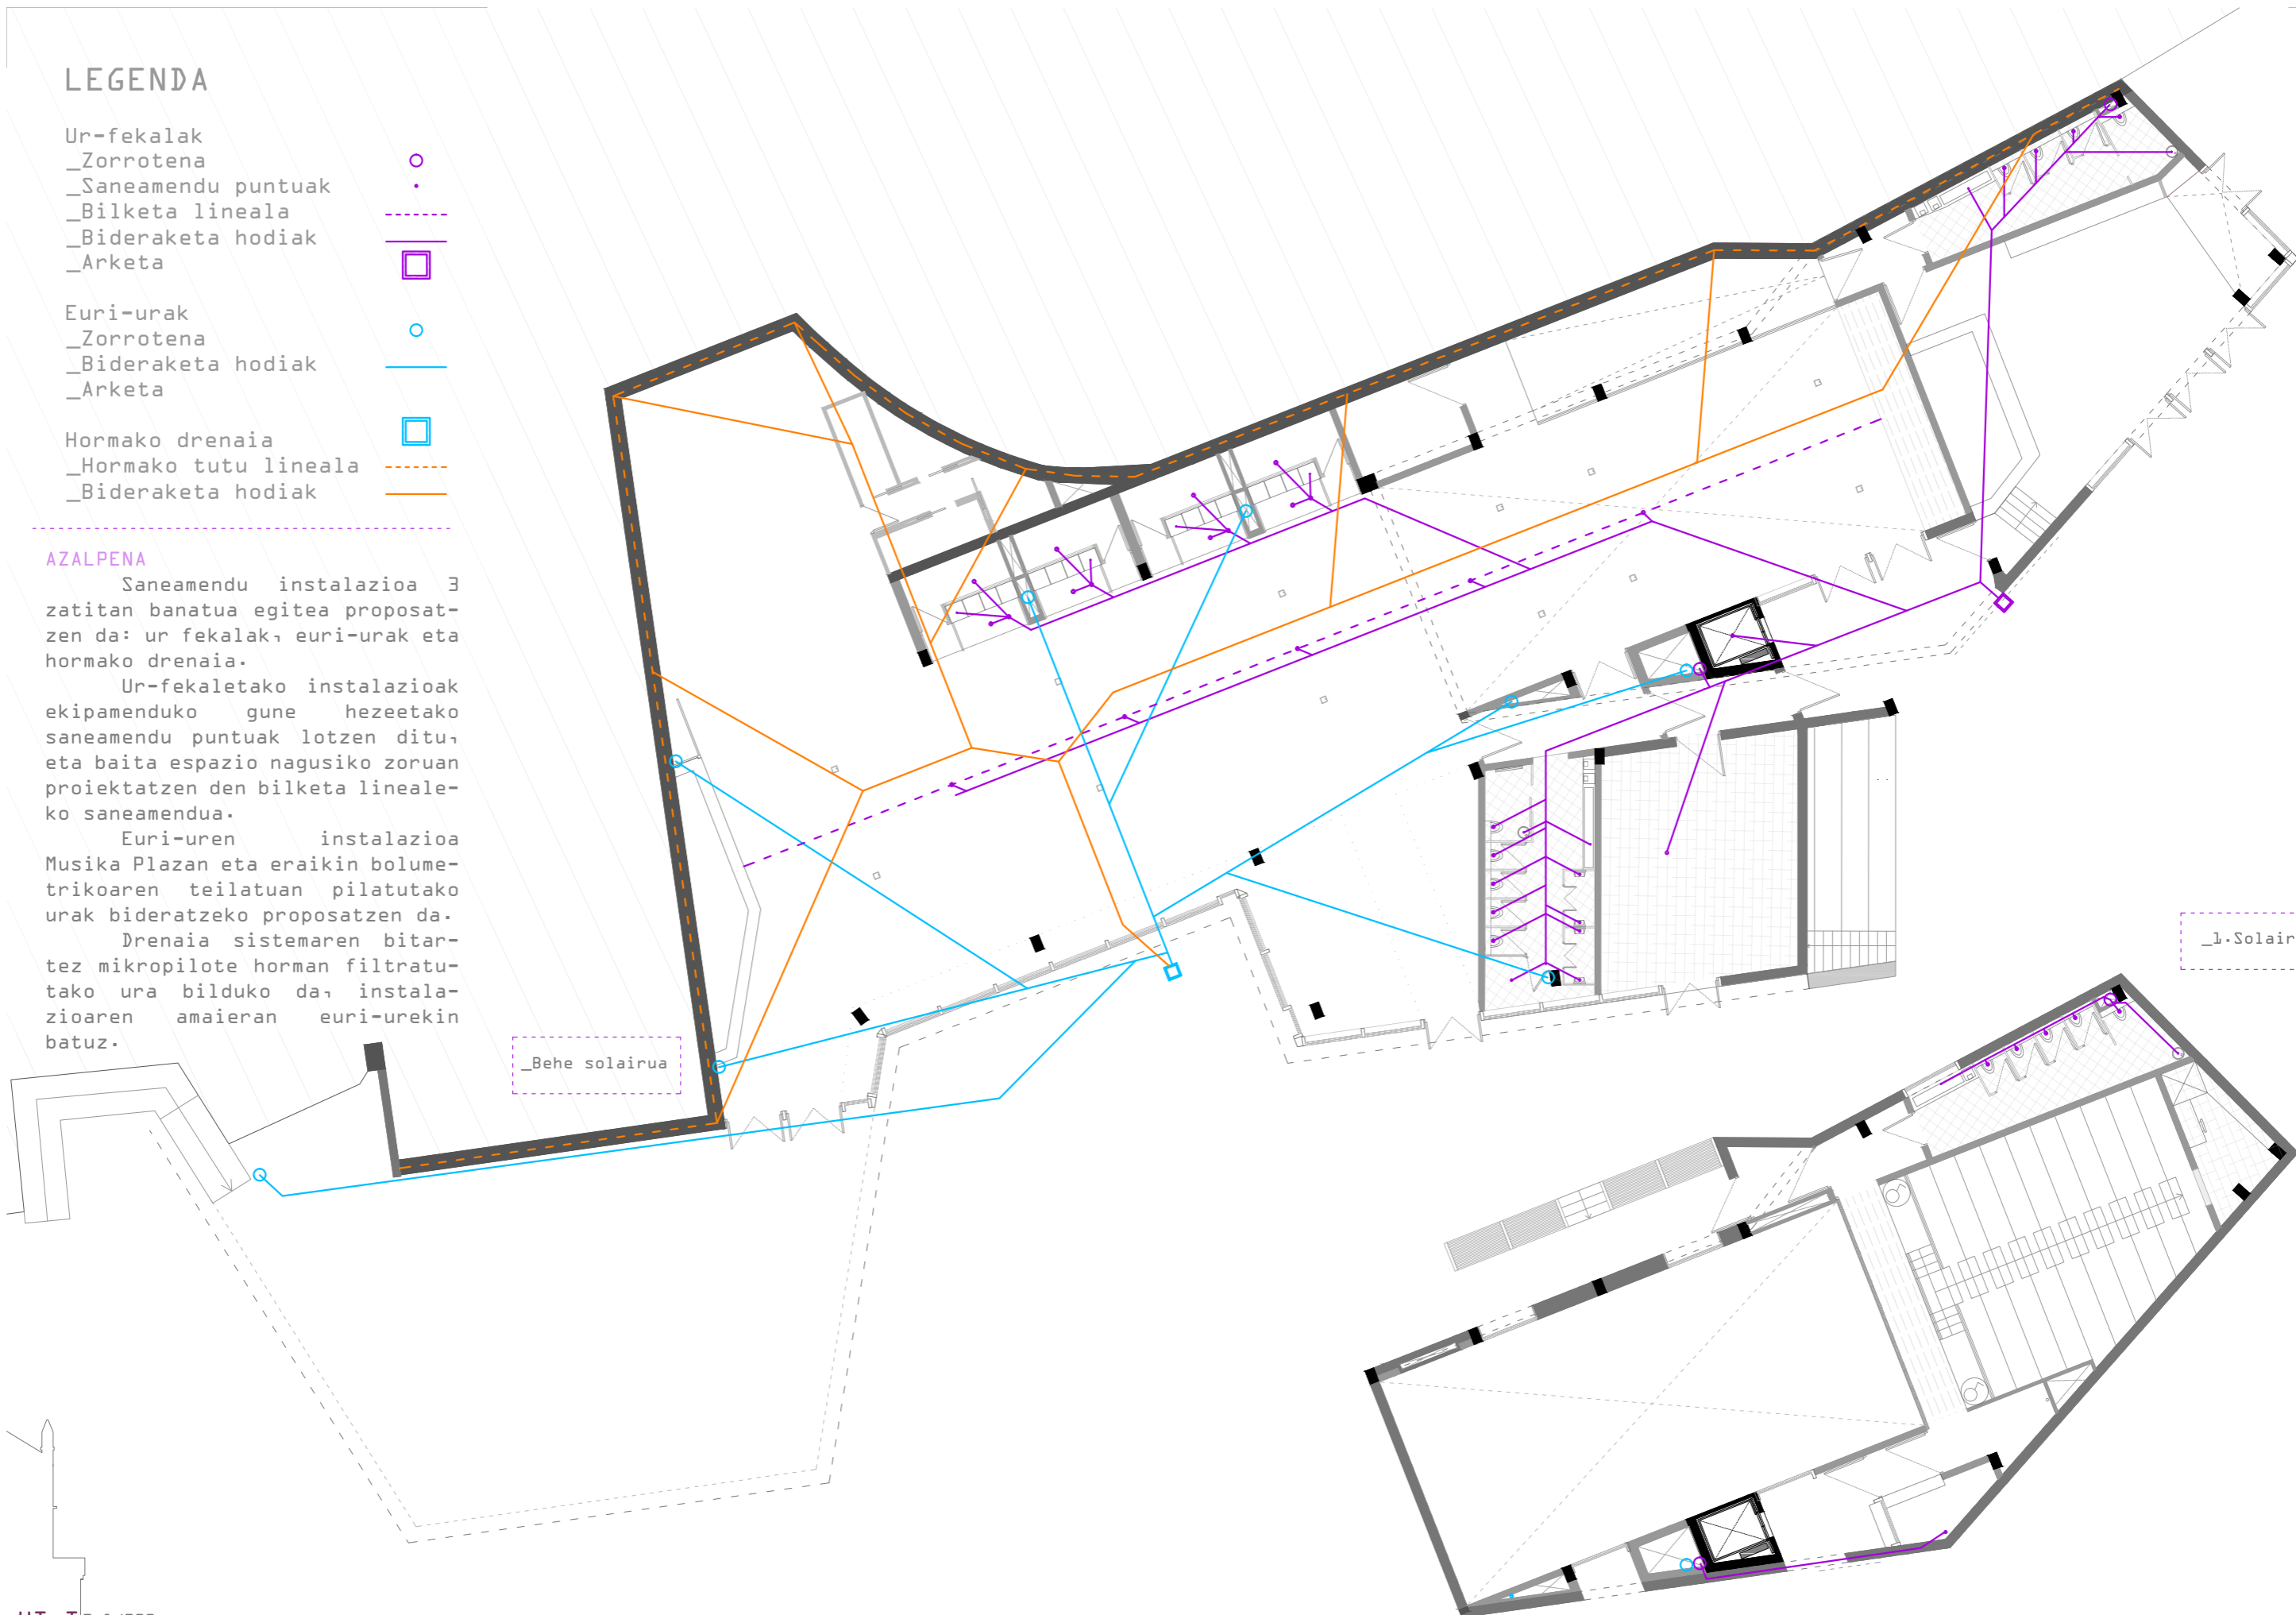 LEGENDA
Ur-fekalak
_Zorrotena
_Saneamendu puntuak
_Bilketa lineala
_Bideraketa hodiak
_Arketa
Euri-urak
_Zorrotena
_Bideraketa hodiak
_Arketa
Hormako drenaia
_Hormako tutu lineala
_Bideraketa hodiak
AZALPENA
Saneamendu instalazioa 3
zatitan banatua egitea proposat-
zen da: ur fekalak, euri-urak eta
hormako drenaia.
Ur-fekaletako instalazioak
ekipamenduko gune hezeetako
saneamendu puntuak lotzen ditu,
eta baita espazio nagusiko zoruan
proiektatzen den bilketa lineale-
ko saneamendua.
Euri-uren instalazioa
Musika Plazan eta eraikin bolume-
trikoaren teilatuan pilatutako
urak bideratzeko proposatzen da.
Drenaia sistemaren bitar-
tez mikropilote horman filtratu-
tako ura bilduko da, instala-
zioaren amaieran euri-urekin
batuz.
_Behe solairua
_1.Solair